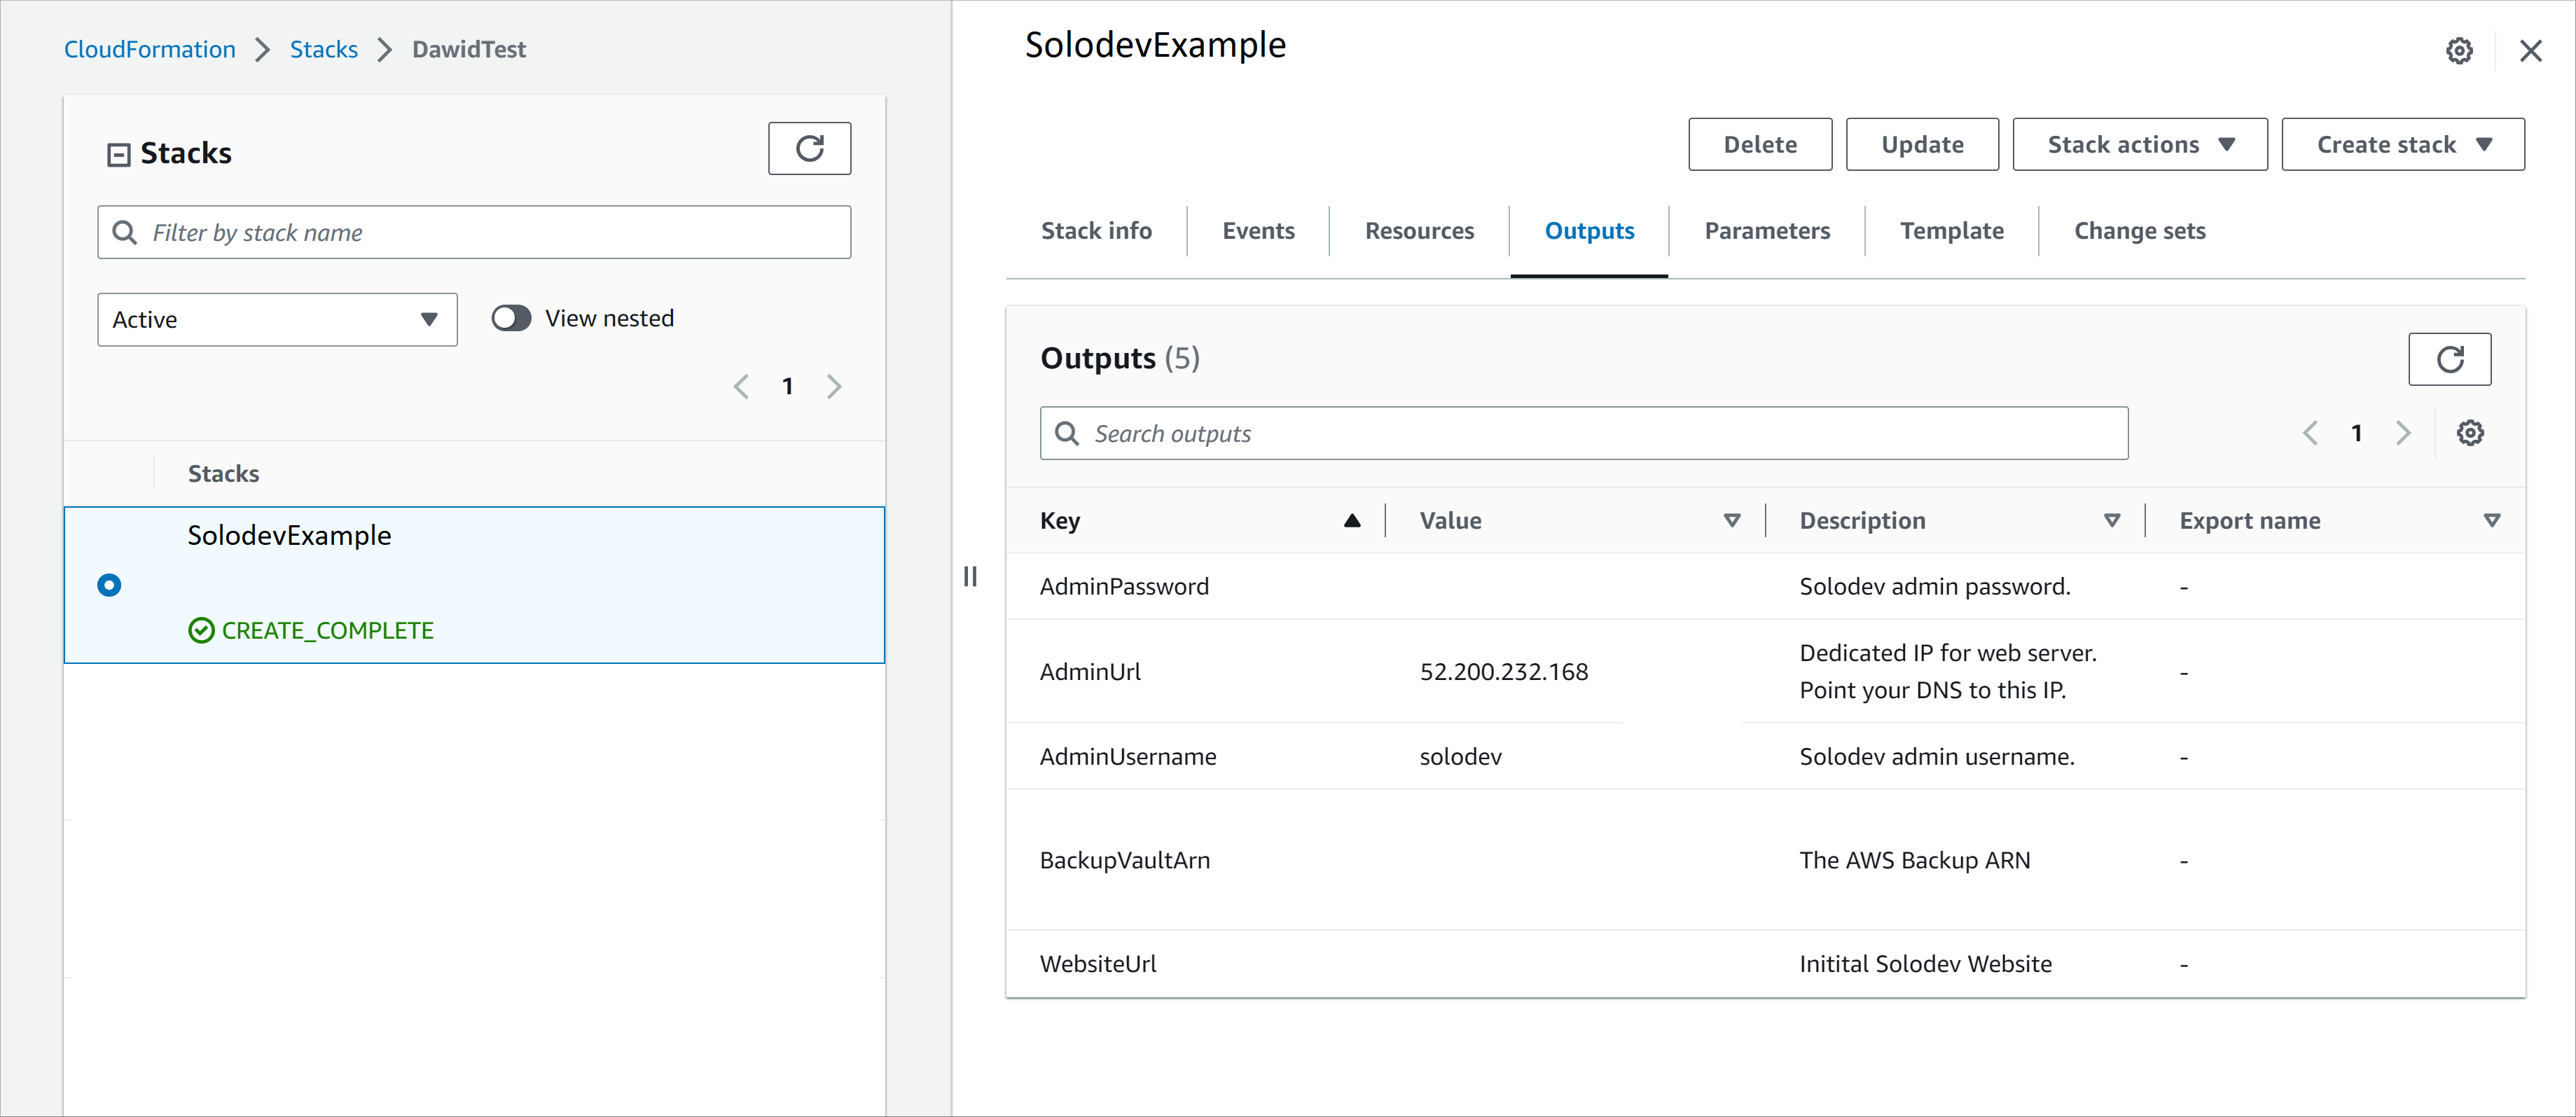 CloudFormation > Stacks > DawidTest
Stacks
Filter by stack name
Active
View nested
1
Stacks
SolodevExample
CREATE_COMPLETE
SolodevExample
Delete Update Stack actions Create stack
Stack info Events Resources Outputs Parameters Template Change sets
Outputs (5)
Search outputs
1
Key Value Description Export name
AdminPassword Solodev admin password. -
AdminUrl 52.200.232.168 Dedicated IP for web server.
Point your DNS to this IP. -
AdminUsername solodev Solodev admin username. -
BackupVaultArn The AWS Backup ARN -
WebsiteUrl Initital Solodev Website -